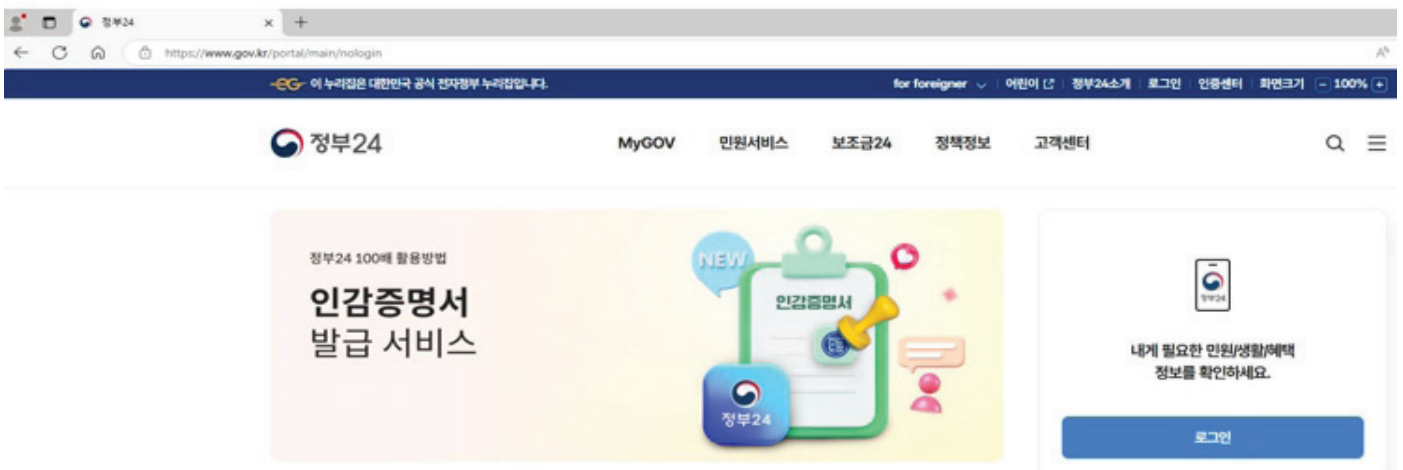 정부24
https://www.gov.kr/portal/main/nologin
이 누리집은 대한민국 공식 전자정부 누리집입니다.
for foreigner 어린이 정부24소개 로그인 인증센터 화면크기 - 100% +
정부24 MyGOV 민원서비스 보조금24 정책정보 고객센터
정부24 100배 활용방법
인감증명서
발급 서비스
NEW
인감증명서
정부24
정부24
내게 필요한 민원/생활/혜택
정보를 확인하세요.
로그인